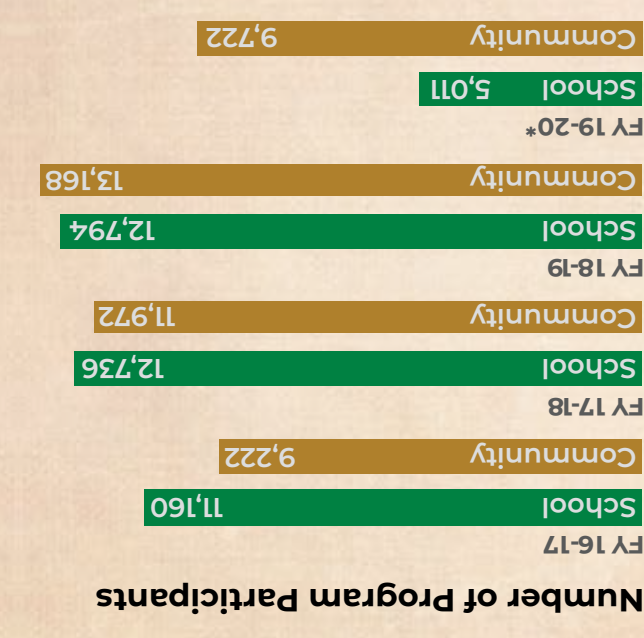 Number of Program Participants
FY 16-17
School 11,160
Community 9,222
FY 17-18
School 12,736
Community 11,972
FY 18-19
School 12,794
Community 13,168
FY 19-20*
School 5,011
Community 9,722